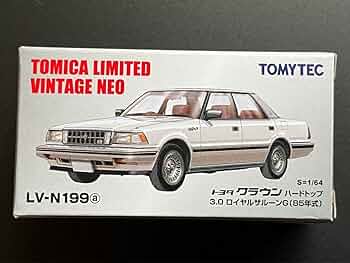 TOMICA LIMITED
VINTAGE NEO
TOMYTEC
S=1/64
LV-N199ⓐ
トヨタ クラウン ハードトップ
3.0 ロイヤルサルーンG(85年式)